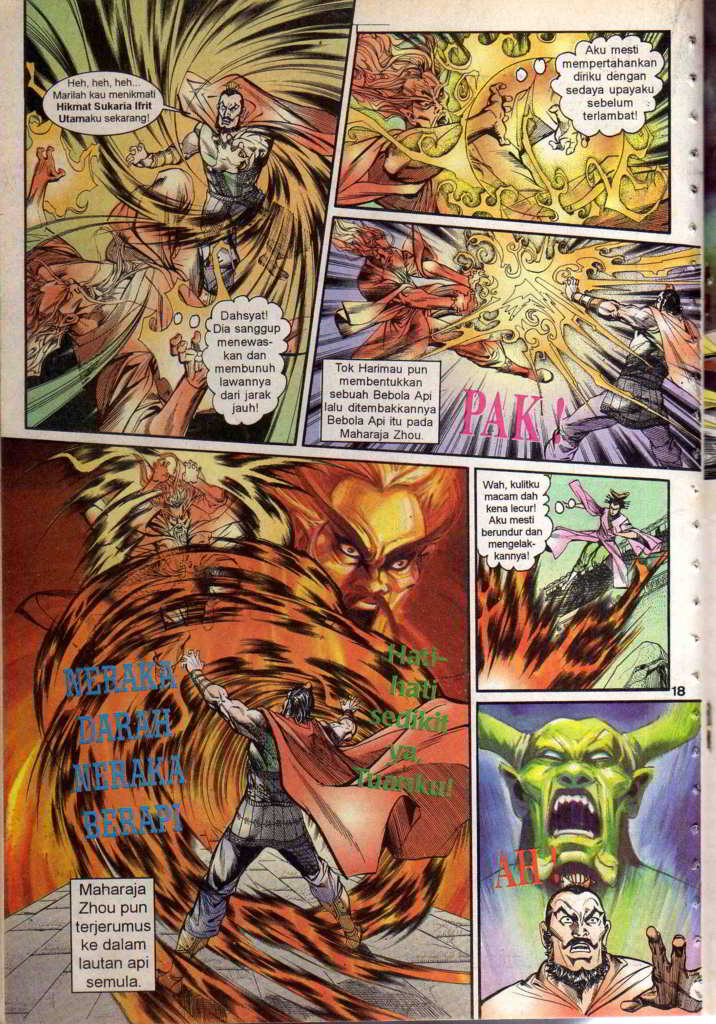 Heh, heh, heh...
Marilah kau menikmati
Hikmat Sukaria Ifrit
Utamaku sekarang!
Dahsyat!
Dia sanggup
menewas-
kan dan
membunuh
lawannya
dari jarak
jauh!
Aku mesti
mempertahankan
diriku dengan
sedaya upayaku
sebelum
terlambat!
Tok Harimau pun
membentukkan
sebuah Bebola Api
lalu ditembakkannya
Bebola Api itu pada
Maharaja Zhou.
PAK!
NERAKA
DARAH
NERAKA
BERAPI
Hati-
hati
sedikit
ya,
Tuanku!
Maharaja
Zhou pun
terjerumus
ke dalam
lautan api
semula.
Wah, kulitku
macam dah
kena lecur!
Aku mesti
berundur dan
mengelak-
kannya!
18
AH!